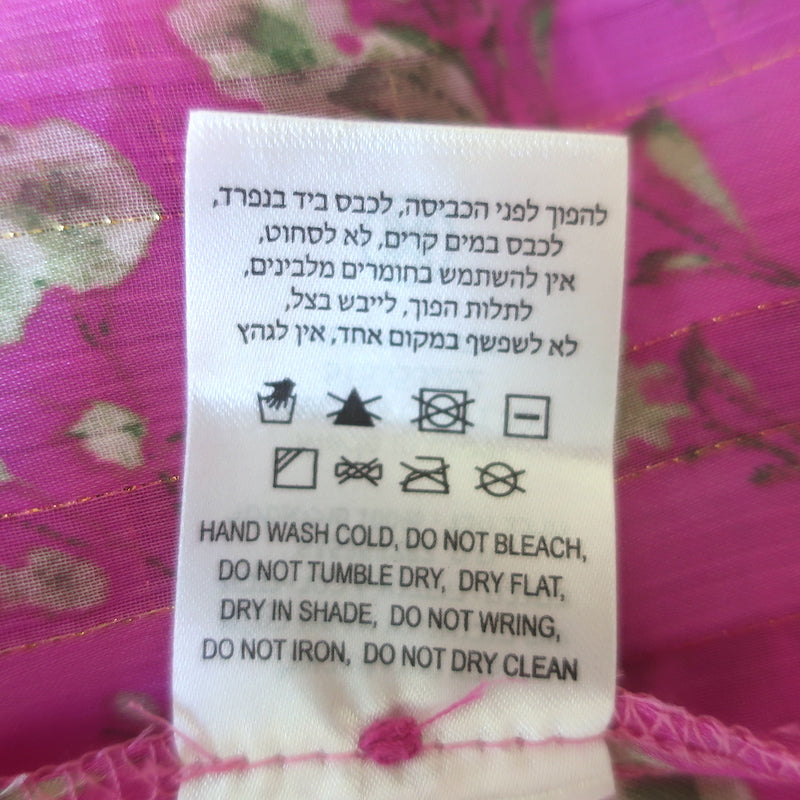 להפוך לפני הכביסה, לכבס ביד בנפרד,
לכבס במים קרים, לא לסחוט,
אין להשתמש בחומרים מלבינים,
לתלות הפוך, לייבש בצל,
לא לשפשף במקום אחד, אין לגהץ
HAND WASH COLD, DO NOT BLEACH,
DO NOT TUMBLE DRY, DRY FLAT,
DRY IN SHADE, DO NOT WRING,
DO NOT IRON, DO NOT DRY CLEAN